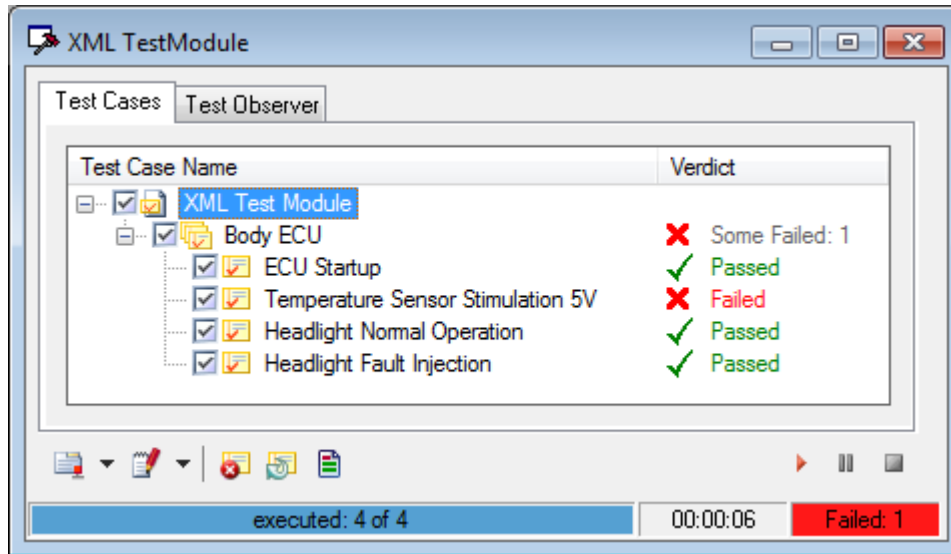 XML TestModule
Test Cases Test Observer
Test Case Name Verdict
XML Test Module
Body ECU Some Failed: 1
ECU Startup Passed
Temperature Sensor Stimulation 5V Failed
Headlight Normal Operation Passed
Headlight Fault Injection Passed
executed: 4 of 4 00:00:06 Failed: 1